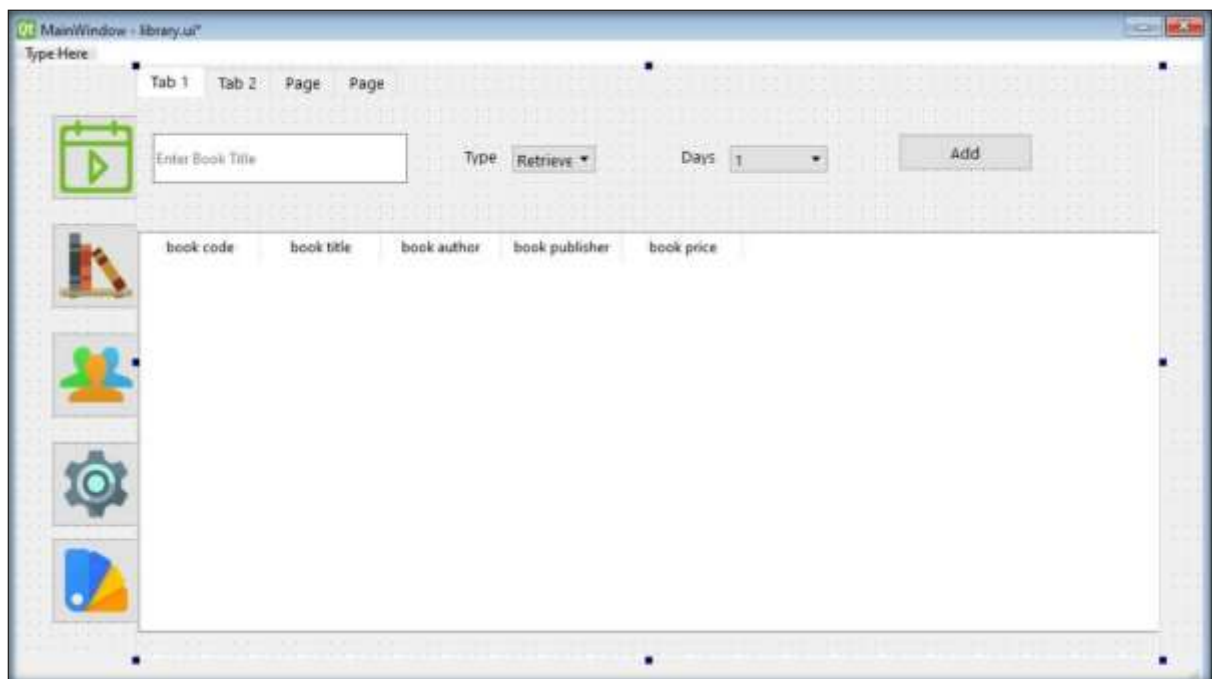 Qt MainWindow - library.ui*
Type Here
Tab 1 Tab 2 Page Page
Enter Book Title Type Retrieve Days 1 Add
book code book title book author book publisher book price